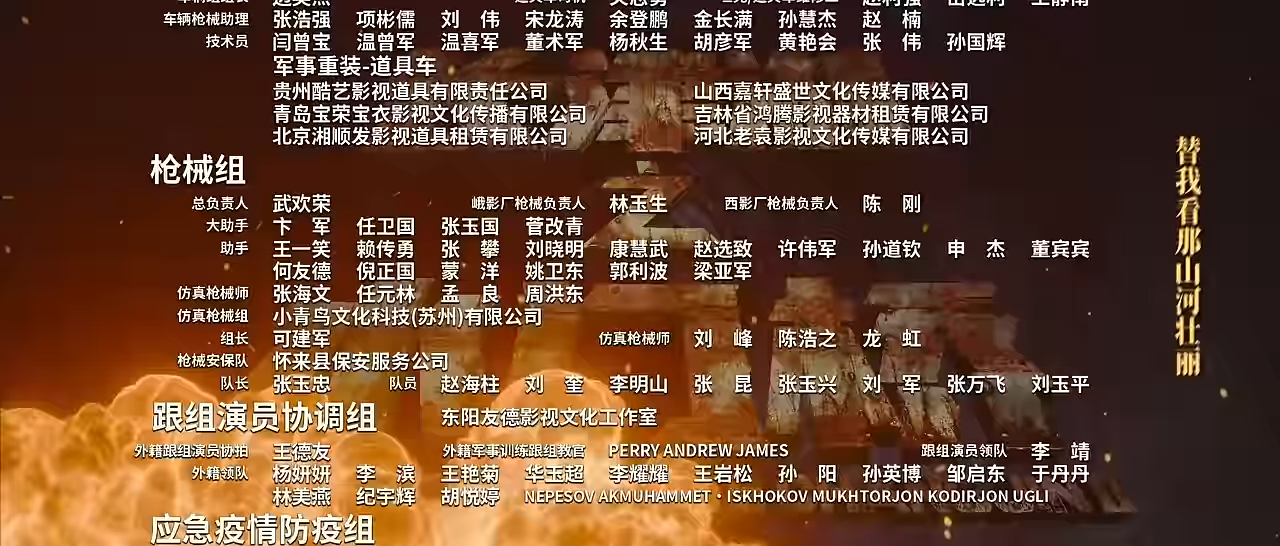 车辆枪械助理 张浩强 项彬儒 刘 伟 宋龙涛 余登鹏 金长满 孙慧杰 赵 楠
技术员 闫曾宝 温曾军 温喜军 董术军 杨秋生 胡彦军 黄艳会 张 伟 孙国辉
军事重装-道具车
贵州酷艺影视道具有限责任公司 山西嘉轩盛世文化传媒有限公司
青岛宝荣宝衣影视文化传播有限公司 吉林省鸿腾影视器材租赁有限公司
北京湘顺发影视道具租赁有限公司 河北老袁影视文化传媒有限公司
枪械组
总负责人 武欢荣 峨影厂枪械负责人 林玉生 西影厂枪械负责人 陈 刚
大助手 卞 军 任卫国 张玉国 菅改青
助手 王一笑 赖传勇 张 攀 刘晓明 康慧武 赵选致 许伟军 孙道钦 申 杰 董宾宾
何友德 倪正国 蒙 洋 姚卫东 郭利波 梁亚军
仿真枪械师 张海文 任元林 孟 良 周洪东
仿真枪械组 小青鸟文化科技(苏州)有限公司
组长 可建军 仿真枪械师 刘 峰 陈浩之 龙 虹
枪械安保队 怀来县保安服务公司
队长 张玉忠 队员 赵海柱 刘 奎 李明山 张 昆 张玉兴 刘 军 张万飞 刘玉平
跟组演员协调组 东阳友德影视文化工作室
外籍跟组演员协拍 王德友 外籍军事训练跟组教官 PERRY ANDREW JAMES 跟组演员领队 李 靖
外籍领队 杨妍妍 李 滨 王艳菊 华玉超 李耀耀 王岩松 孙 阳 孙英博 邹启东 于丹丹
林美燕 纪宇辉 胡悦婷 NEPESOV AKMUHAMMET·ISKHOKOV MUKHTORJON KODIRJON UGLI
应急疫情防疫组
替我看那山河壮丽